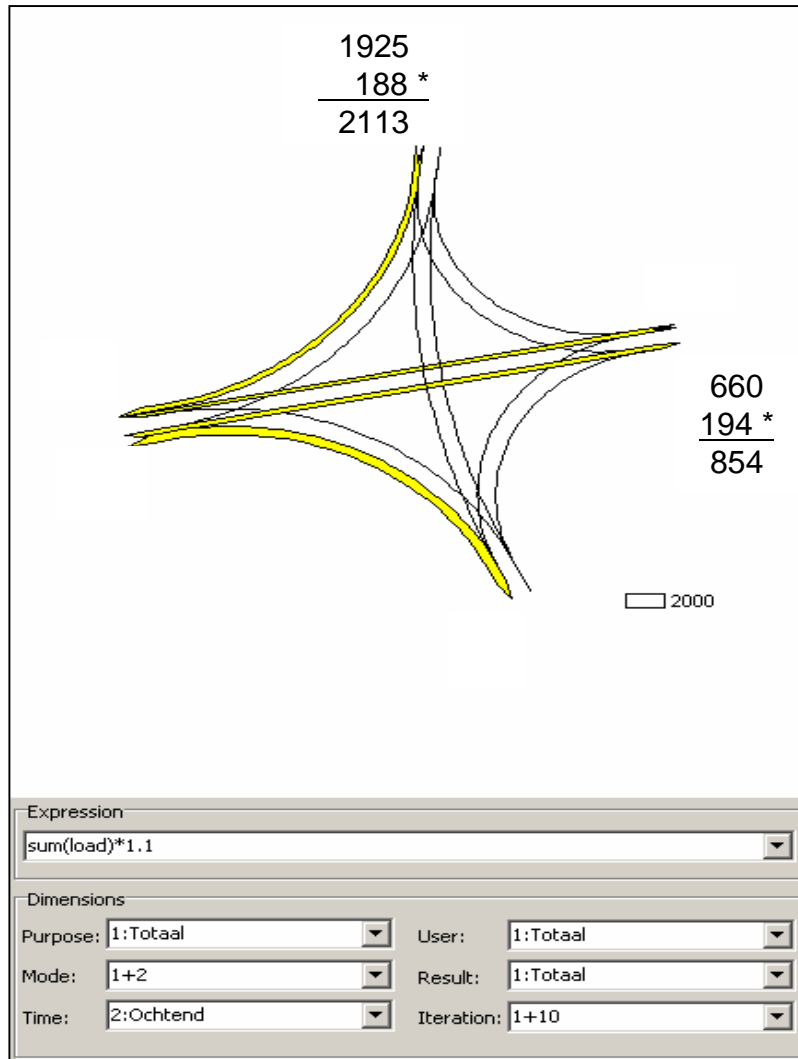 1925
188 *
2113
660
194 *
854
2000
Expression
sum(load)*1.1
Dimensions
Purpose: 1:Totaal User: 1:Totaal
Mode: 1+2 Result: 1:Totaal
Time: 2:Ochtend Iteration: 1+10